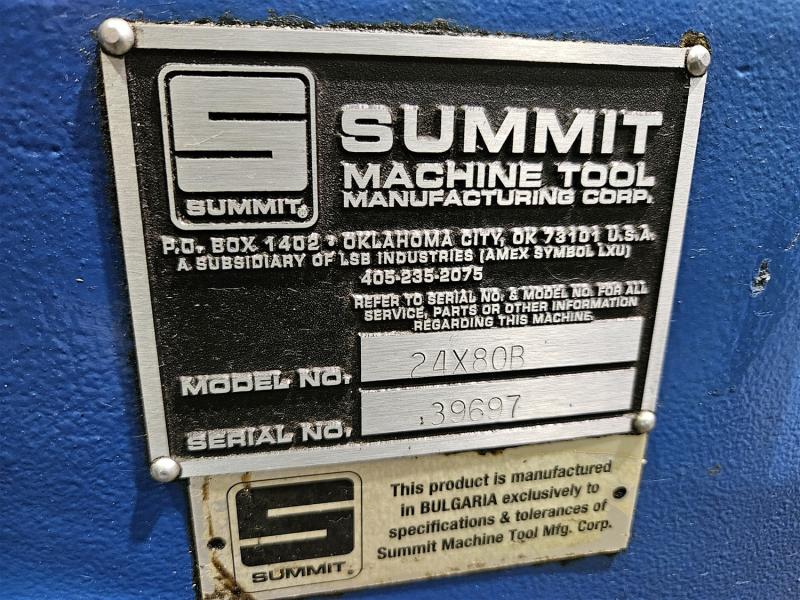 SUMMIT®
SUMMIT
MACHINE TOOL
MANUFACTURING CORP.
P.O. BOX 1402 • OKLAHOMA CITY, OK 73101 U.S.A.
A SUBSIDIARY OF LSB INDUSTRIES (AMEX SYMBOL LXU)
405-235-2075
REFER TO SERIAL NO. & MODEL NO. FOR ALL
SERVICE, PARTS OR OTHER INFORMATION
REGARDING THIS MACHINE.
MODEL NO. 24X80B
SERIAL NO. 39697
SUMMIT®
This product is manufactured
in BULGARIA exclusively to
specifications & tolerances of
Summit Machine Tool Mfg. Corp.